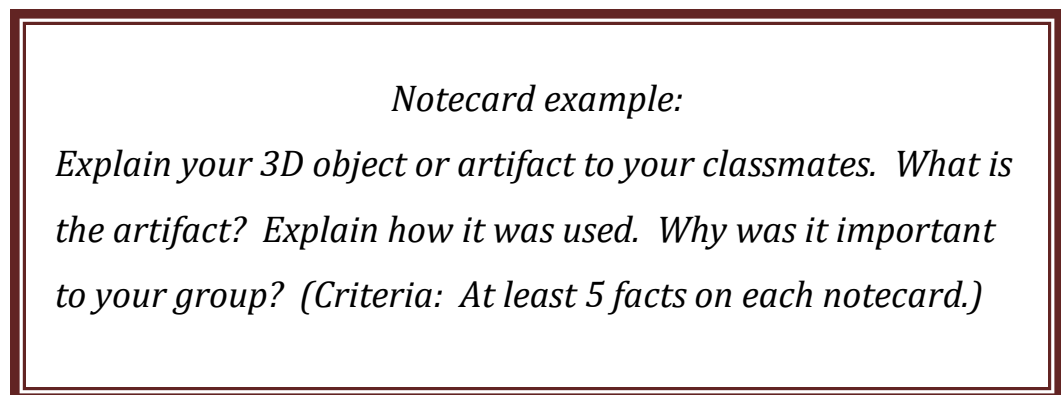 Notecard example:
Explain your 3D object or artifact to your classmates.  What is
the artifact?  Explain how it was used.  Why was it important
to your group?  (Criteria:  At least 5 facts on each notecard.)